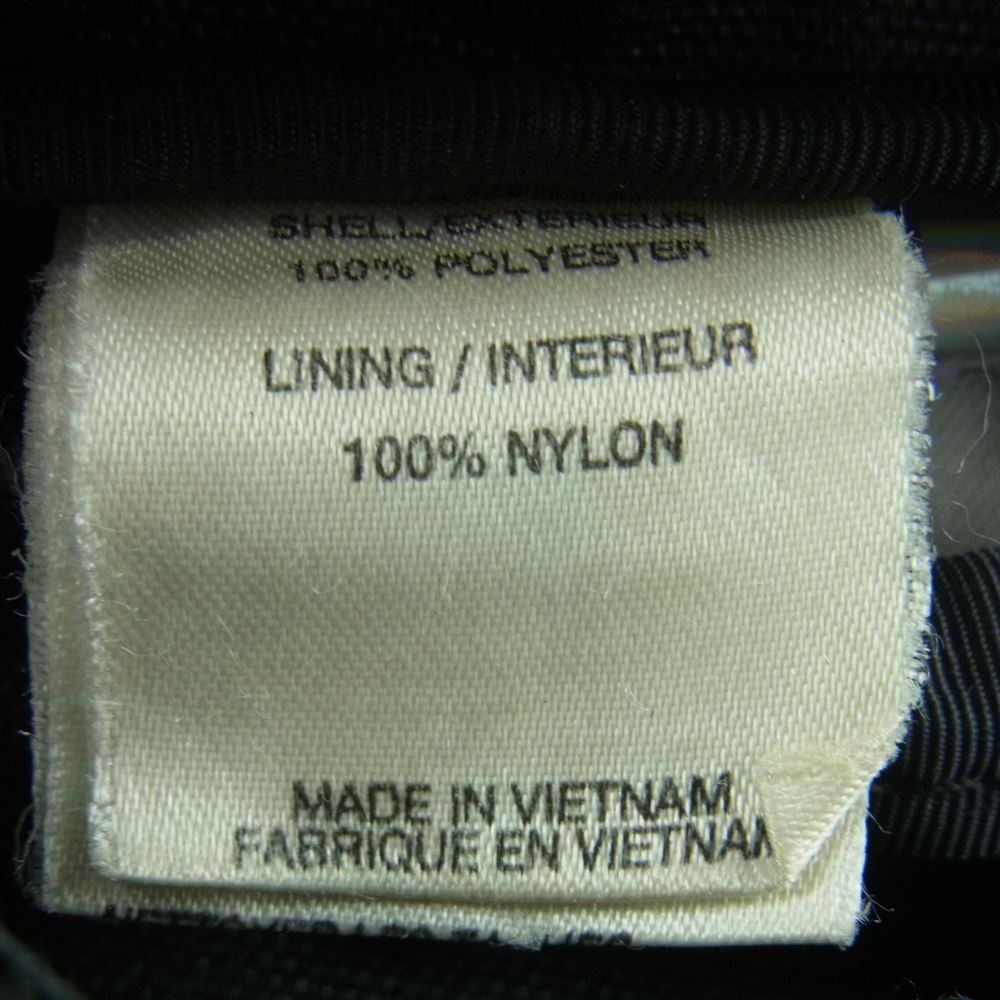 SHELL/EXTERIEUR
100% POLYESTER
LINING / INTERIEUR
100% NYLON
MADE IN VIETNAM
FABRIQUE EN VIETNAM